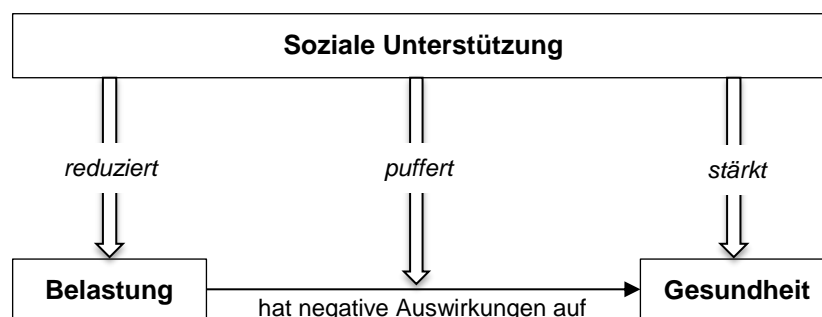 Soziale Unterstützung
reduziert puffert stärkt
Belastung Gesundheit
hat negative Auswirkungen auf